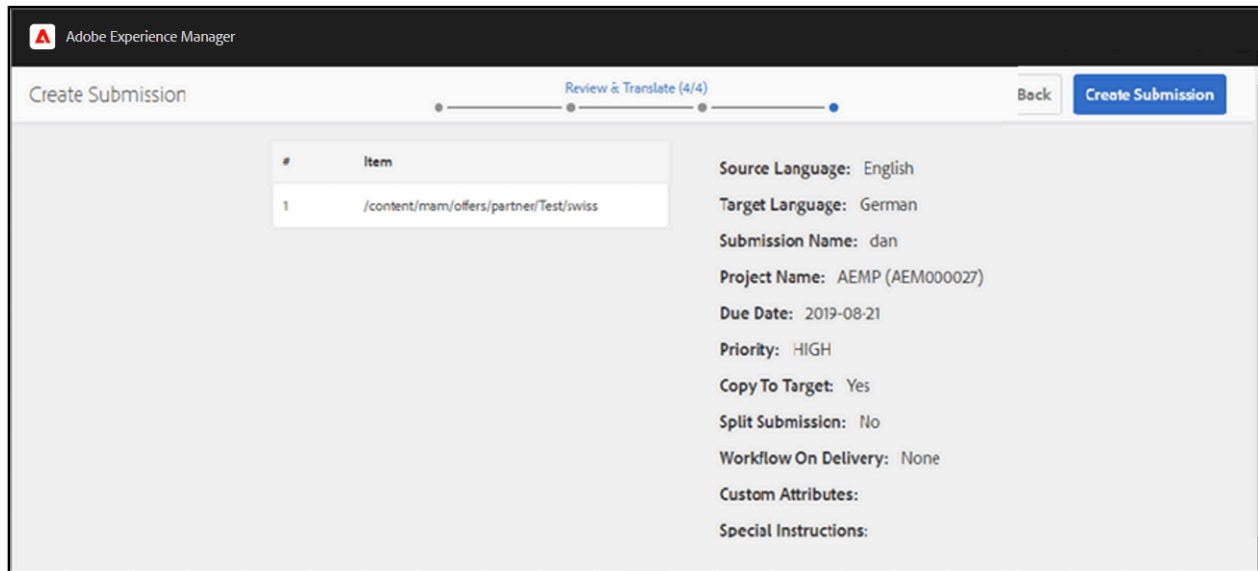 Adobe Experience Manager
Create Submission
Review & Translate (4/4)
Back
Create Submission
# Item
1 /content/mam/offers/partner/Test/swiss
Source Language: English
Target Language: German
Submission Name: dan
Project Name: AEMP (AEM000027)
Due Date: 2019-08-21
Priority: HIGH
Copy To Target: Yes
Split Submission: No
Workflow On Delivery: None
Custom Attributes:
Special Instructions: